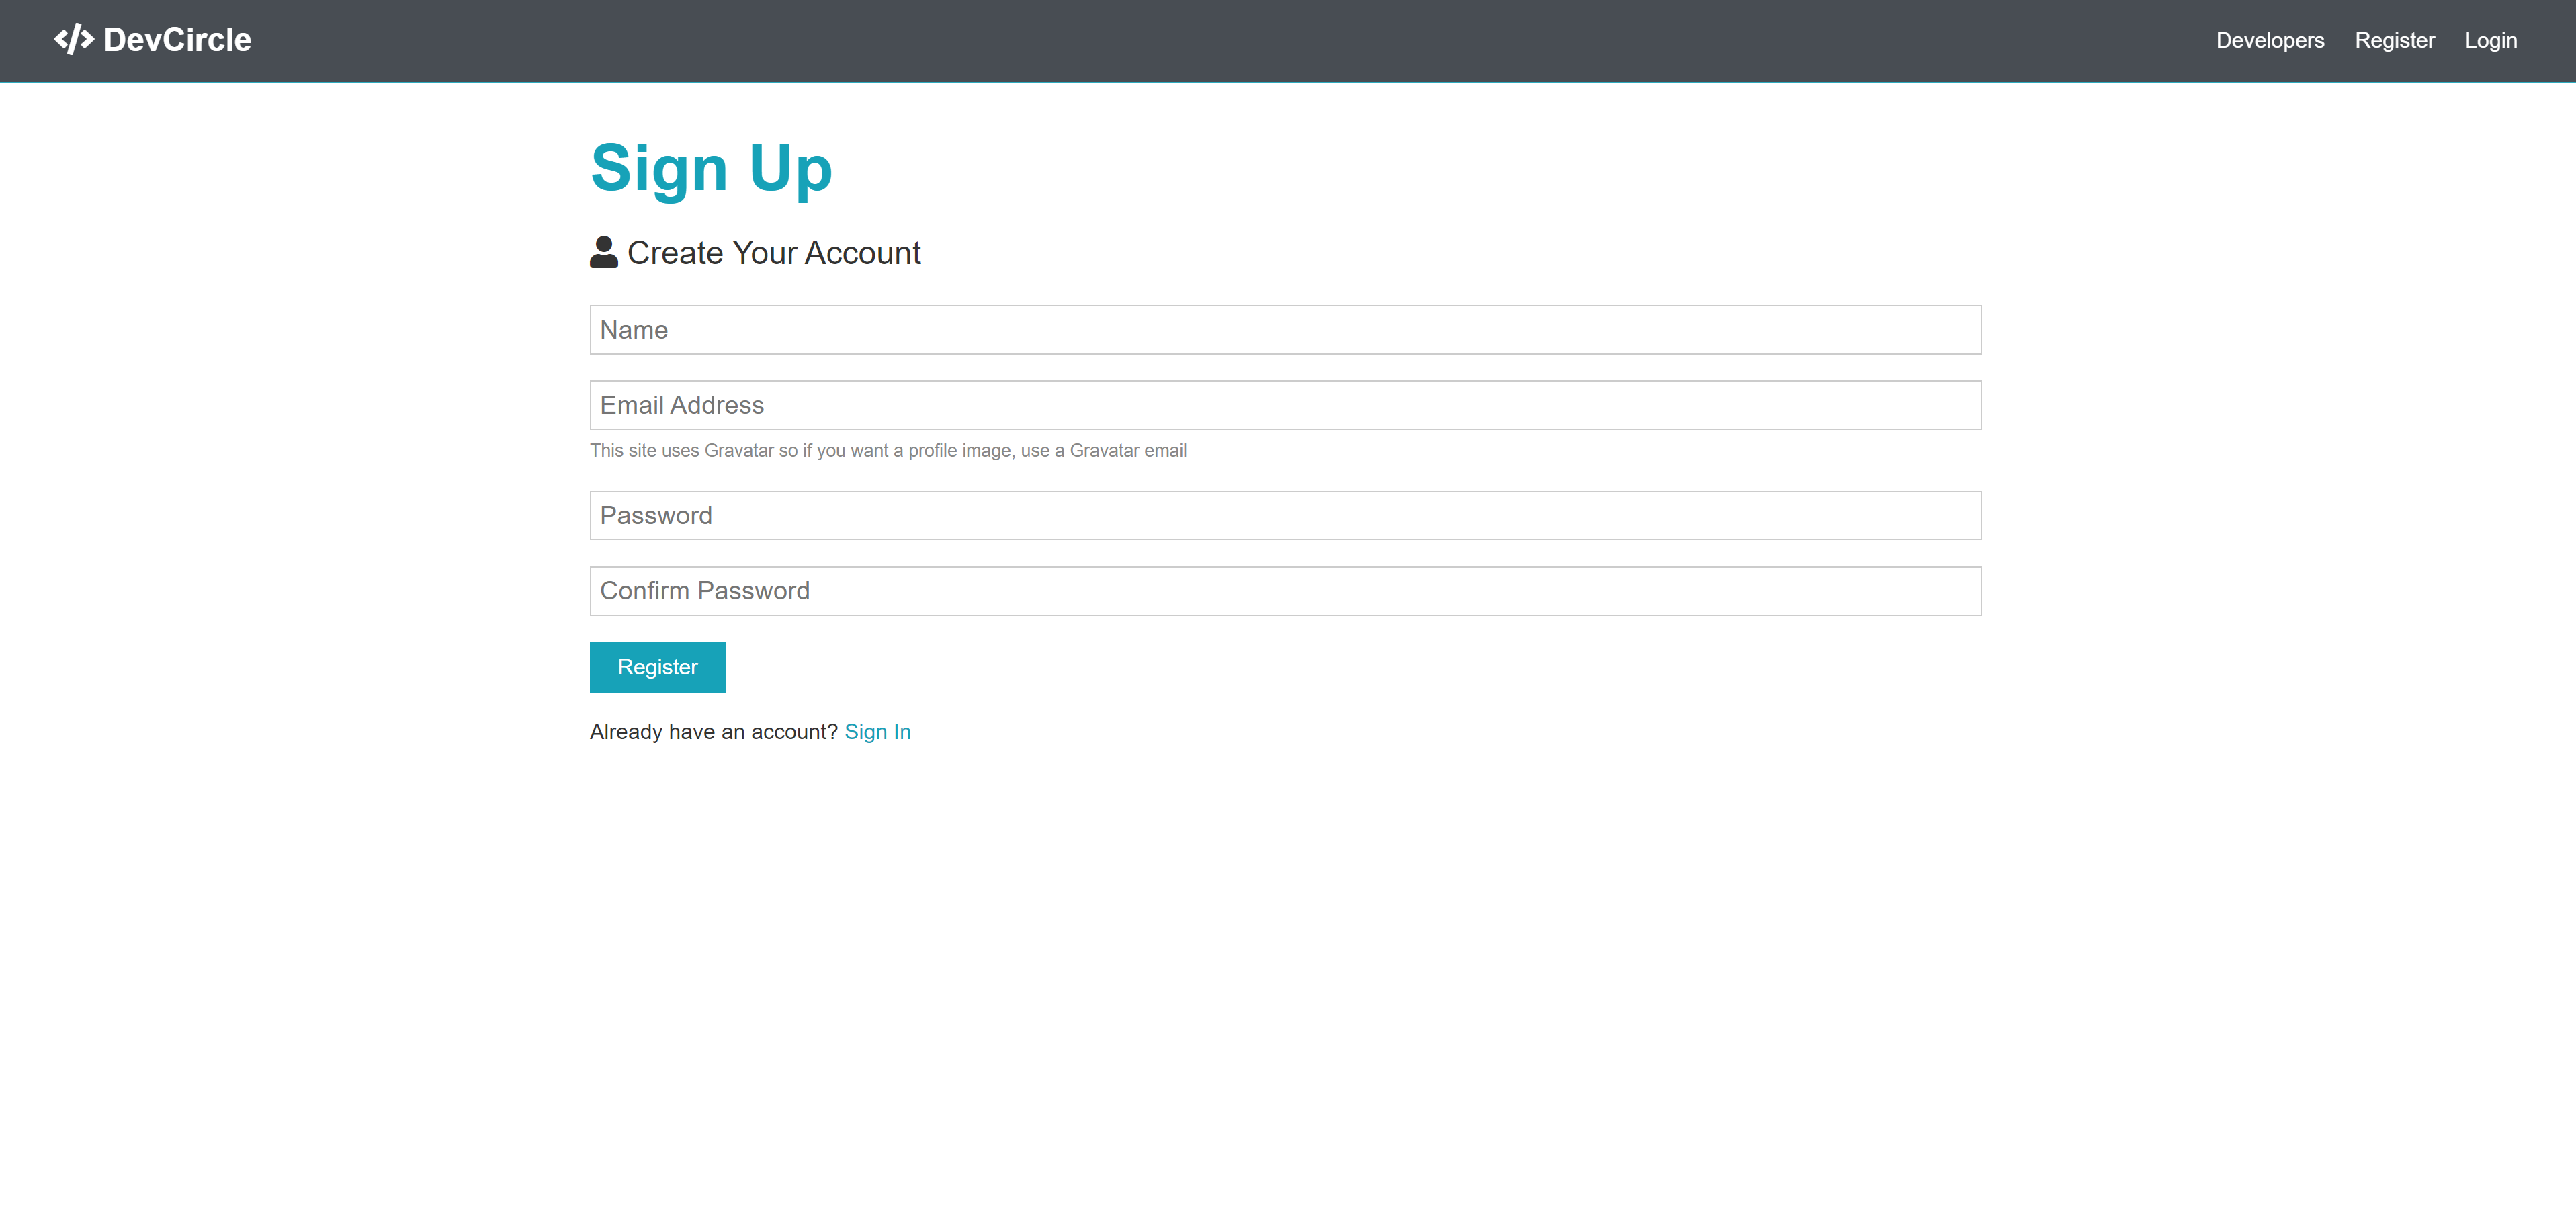 DevCircle
Developers Register Login
Sign Up
Create Your Account
Name
Email Address
This site uses Gravatar so if you want a profile image, use a Gravatar email
Password
Confirm Password
Register
Already have an account? Sign In